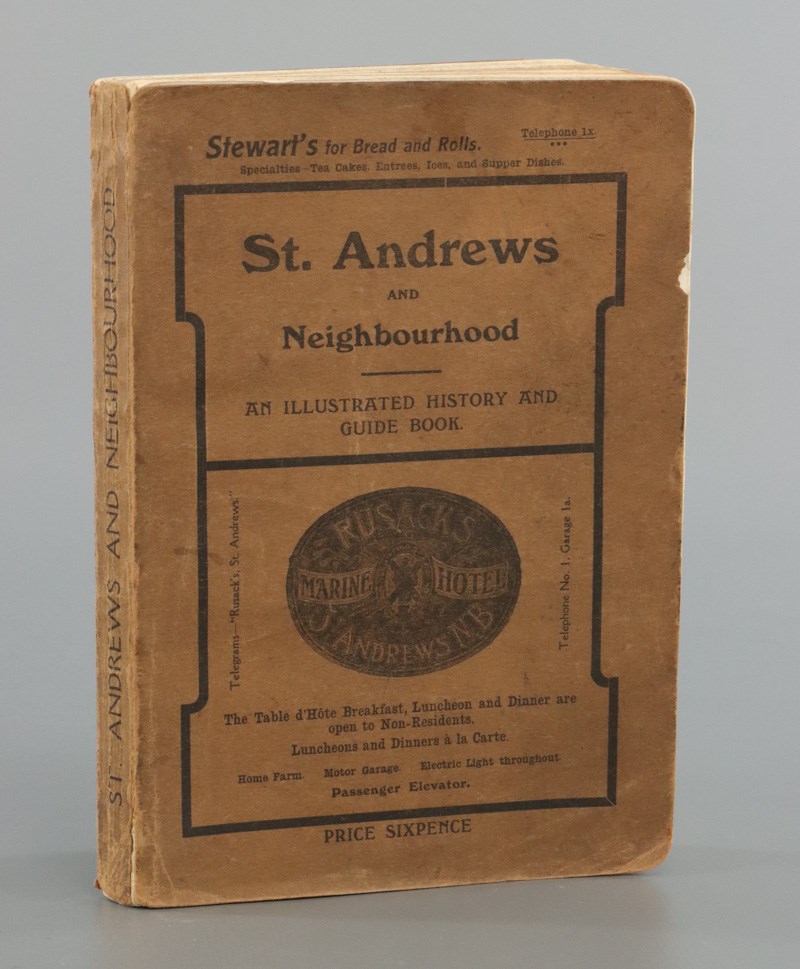 Stewart's for Bread and Rolls.
Telephone 1x
Specialties—Tea Cakes. Entrees, Ices, and Supper Dishes.
St. Andrews
AND
Neighbourhood
AN ILLUSTRATED HISTORY AND
GUIDE BOOK.
Telegrams—"Rusack's, St. Andrews."
RUSACK'S
MARINE HOTEL
ST ANDREWS N.B.
Telephone No. 1. Garage 1a.
The Table d'Hôte Breakfast, Luncheon and Dinner are
open to Non-Residents.
Luncheons and Dinners à la Carte.
Home Farm. Motor Garage. Electric Light throughout
Passenger Elevator.
PRICE SIXPENCE
ST. ANDREWS AND NEIGHBOURHOOD